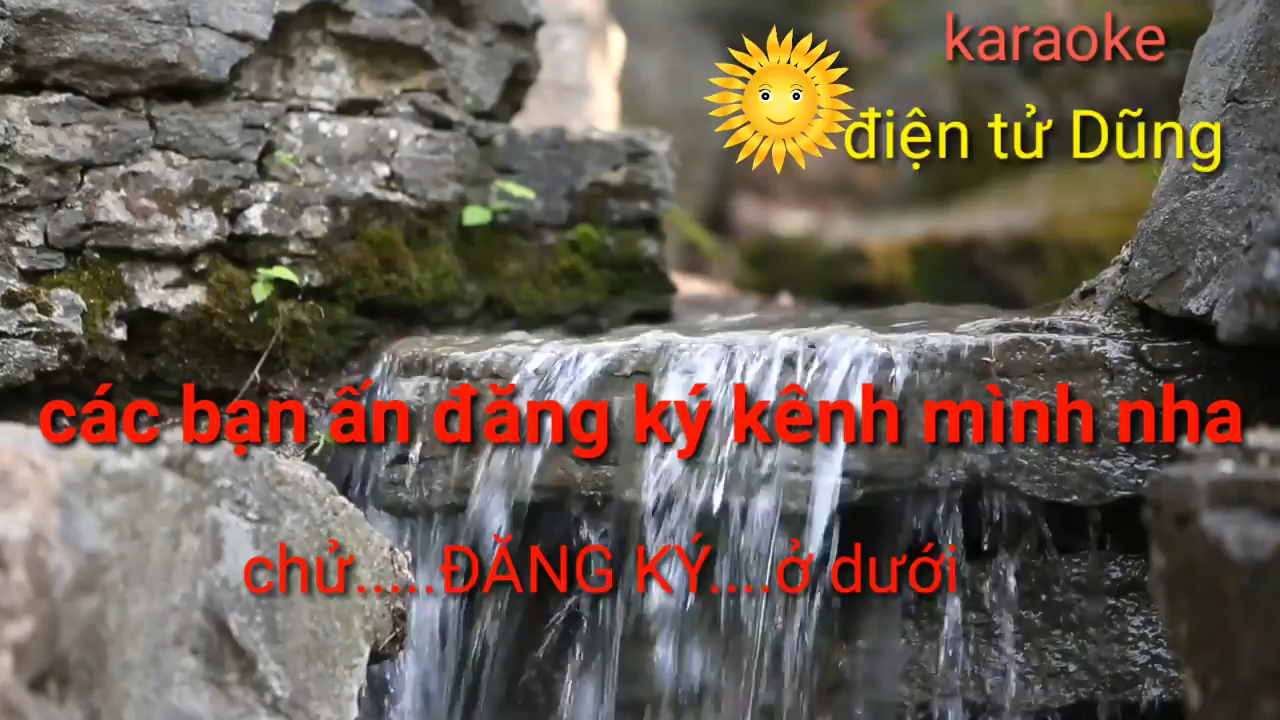 karaoke
điện tử Dũng
các bạn ấn đăng ký kênh mình nha
chử.....ĐĂNG KÝ....ở dưới